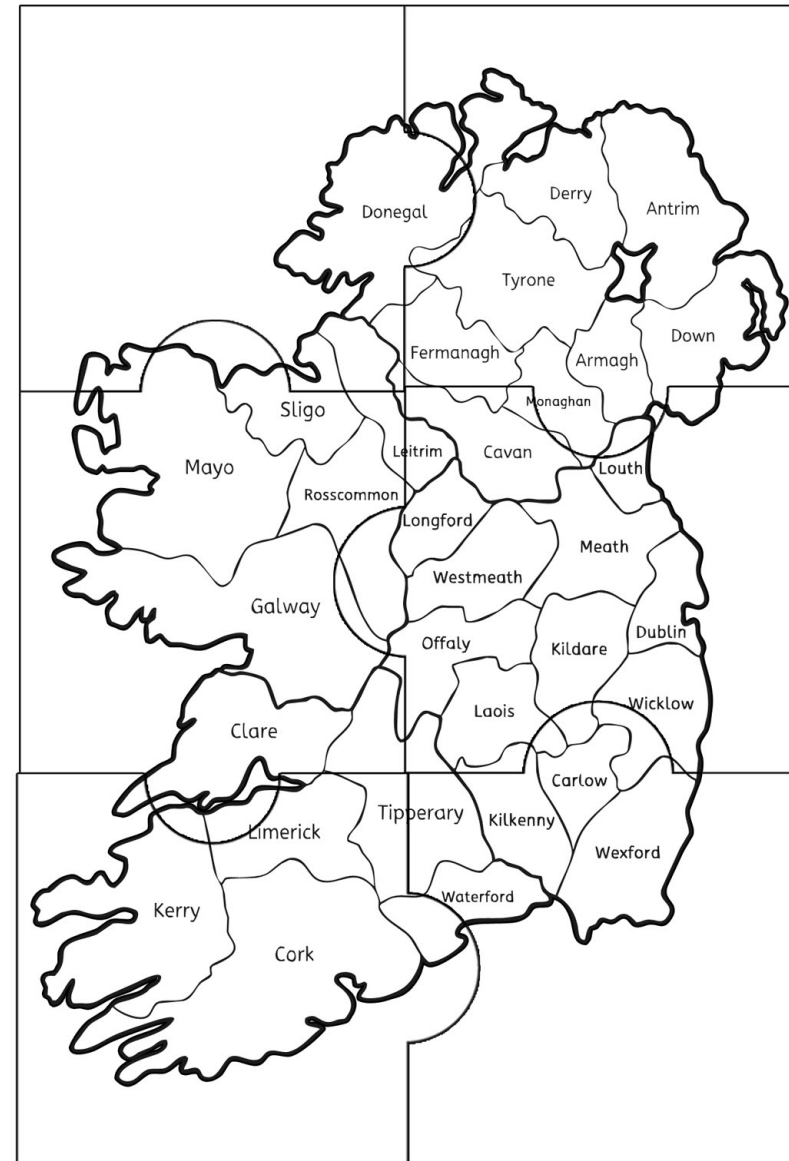 Donegal
Derry
Antrim
Tyrone
Fermanagh
Armagh
Down
Monaghan
Sligo
Leitrim
Cavan
Mayo
Rosscommon
Louth
Longford
Meath
Westmeath
Galway
Offaly
Kildare
Dublin
Laois
Wicklow
Clare
Carlow
Limerick
Tipperary
Kilkenny
Wexford
Waterford
Kerry
Cork